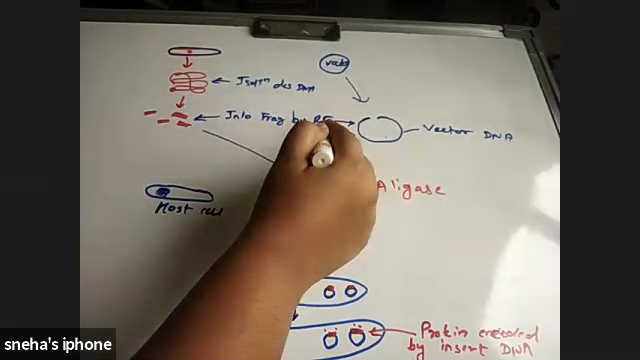 vector
Isoln des DNA
Into Frag by RE
Vector DNA
ligase
Host cell
Protein encoded
by insert DNA
sneha's iphone